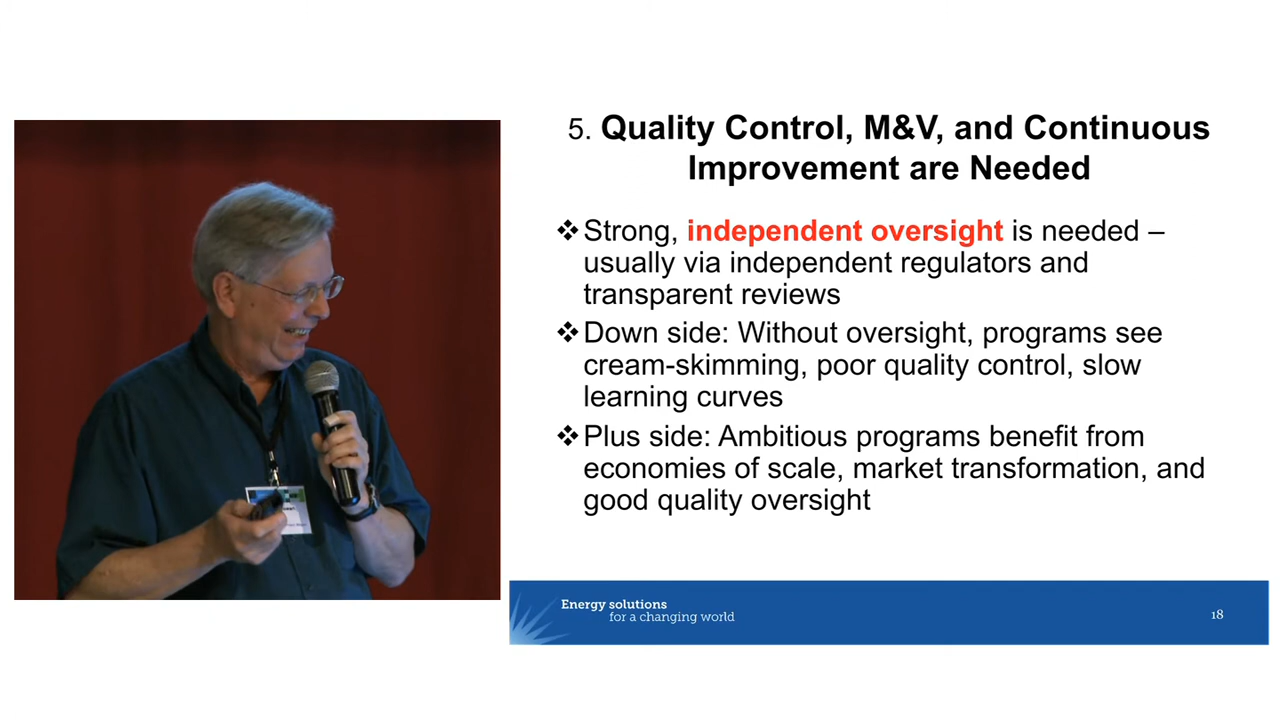 5. Quality Control, M&V, and Continuous
Improvement are Needed
❖Strong, independent oversight is needed –
usually via independent regulators and
transparent reviews
❖Down side: Without oversight, programs see
cream-skimming, poor quality control, slow
learning curves
❖Plus side: Ambitious programs benefit from
economies of scale, market transformation, and
good quality oversight
Energy solutions
for a changing world
18